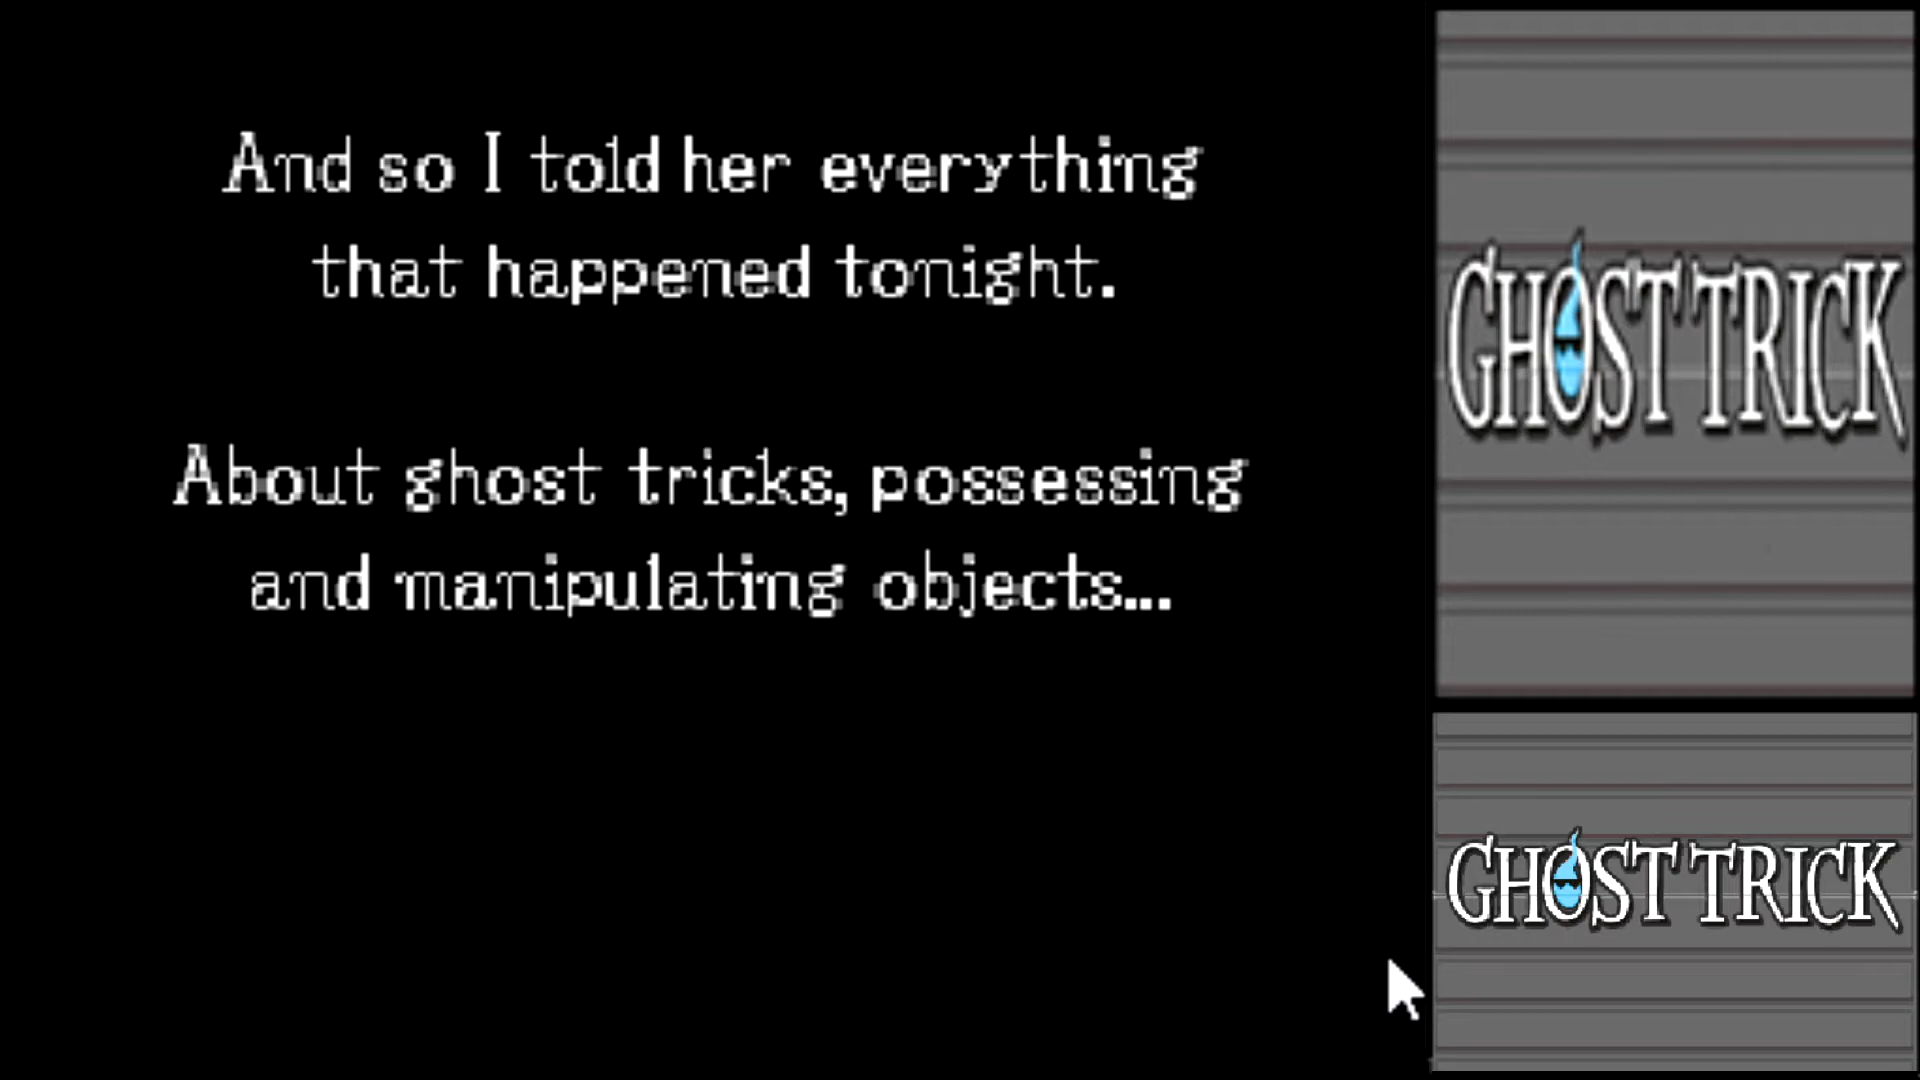 And so I told her everything
that happened tonight.
About ghost tricks, possessing
and manipulating objects...
GHOST TRICK
GHOST TRICK